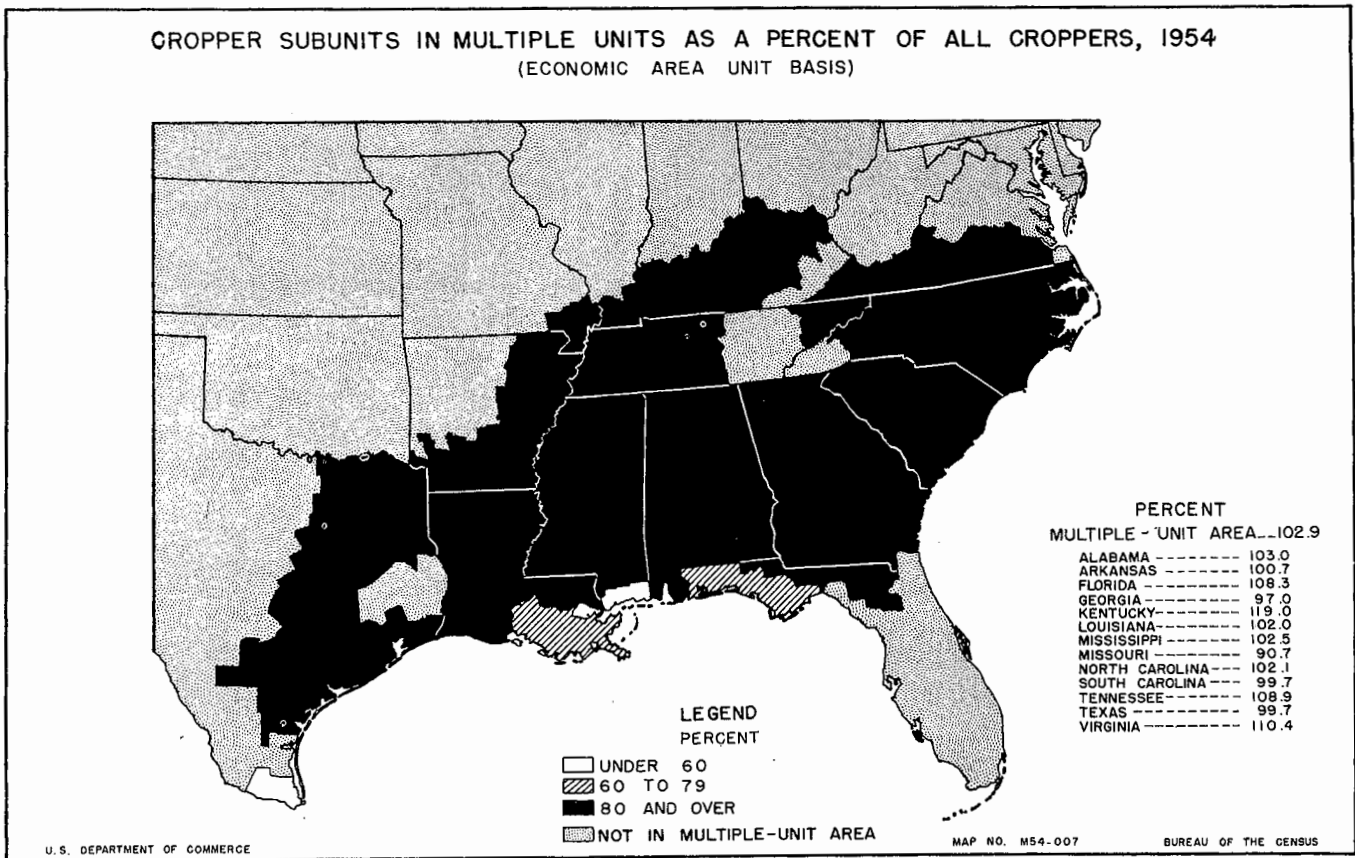 CROPPER SUBUNITS IN MULTIPLE UNITS AS A PERCENT OF ALL CROPPERS, 1954
(ECONOMIC AREA UNIT BASIS)
PERCENT
MULTIPLE-UNIT AREA__102.9
ALABAMA -------- 103.0
ARKANSAS ------- 100.7
FLORIDA --------- 108.3
GEORGIA --------- 97.0
KENTUCKY-------- 119.0
LOUISIANA-------- 102.0
MISSISSIPPI ------- 102.5
MISSOURI -------- 90.7
NORTH CAROLINA--- 102.1
SOUTH CAROLINA--- 99.7
TENNESSEE------- 108.9
TEXAS ---------- 99.7
VIRGINIA --------- 110.4
LEGEND
PERCENT
UNDER 60
60 TO 79
80 AND OVER
NOT IN MULTIPLE-UNIT AREA
U.S. DEPARTMENT OF COMMERCE
MAP NO. M54-007
BUREAU OF THE CENSUS